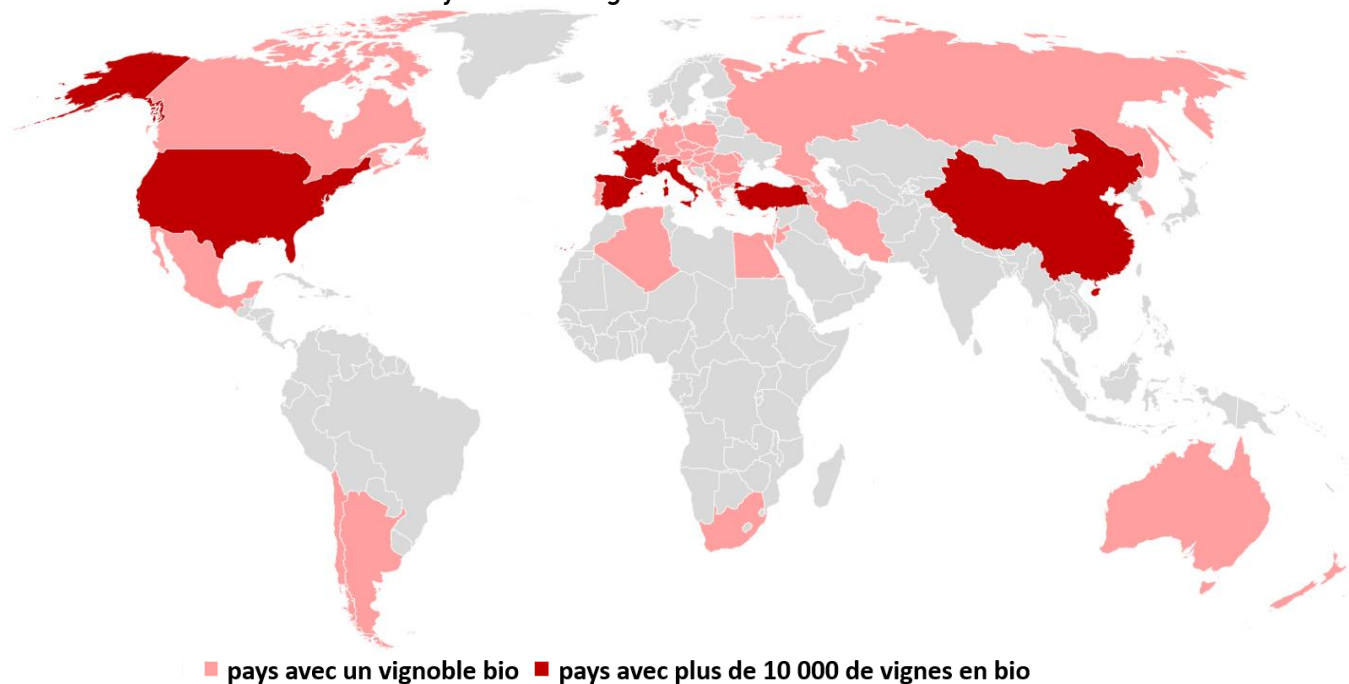 pays avec un vignoble bio
pays avec plus de 10 000 de vignes en bio